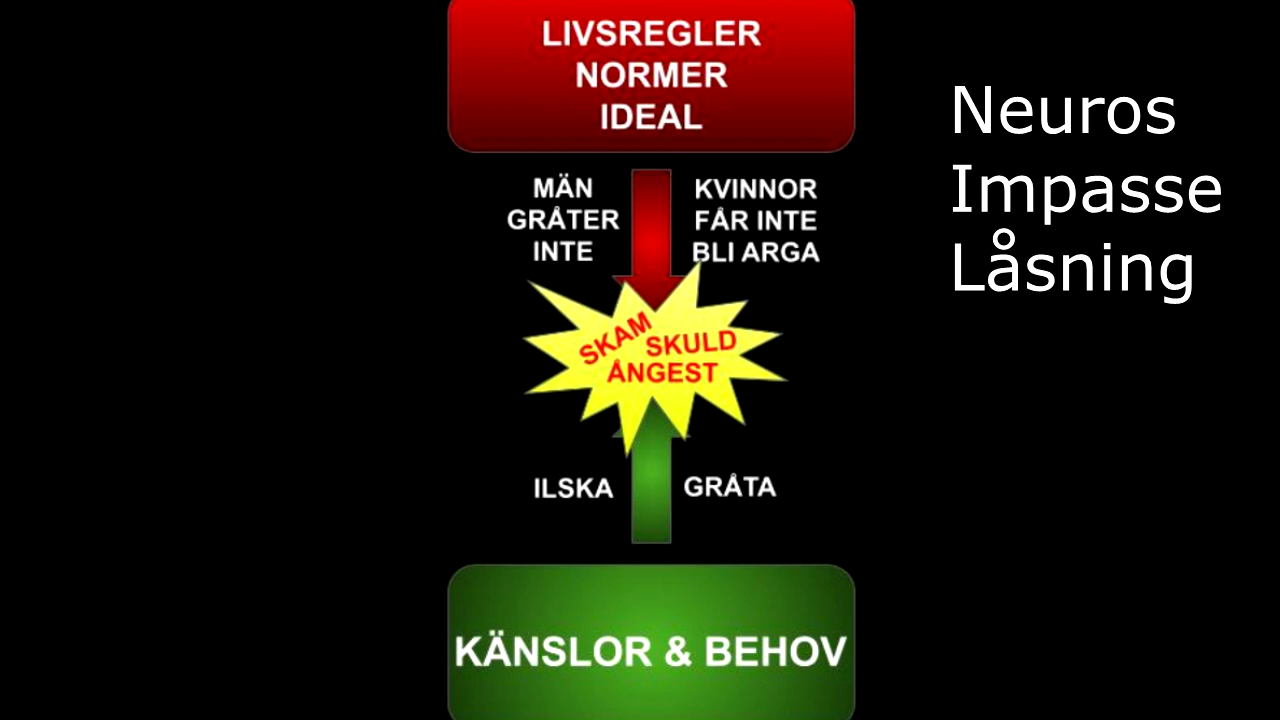 LIVSREGLER
NORMER
IDEAL
MÄN
GRÅTER
INTE
KVINNOR
FÅR INTE
BLI ARGA
SKAM
SKULD
ÅNGEST
ILSKA
GRÅTA
KÄNSLOR & BEHOV
Neuros
Impasse
Låsning